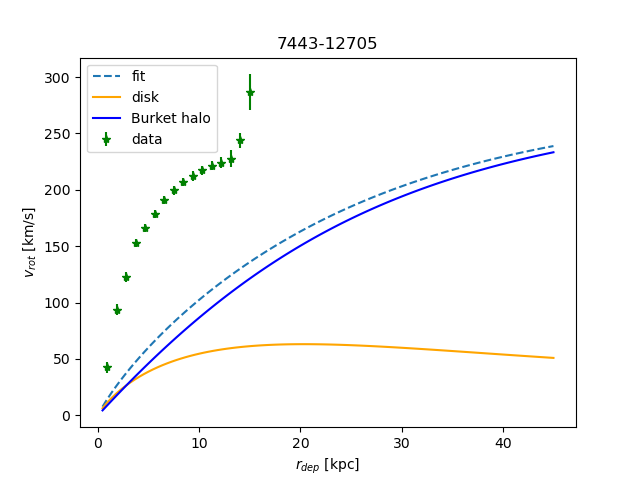 7443-12705
fit
disk
Burket halo
data
300
250
200
150
100
50
0
v_rot [km/s]
0 10 20 30 40
r_dep [kpc]